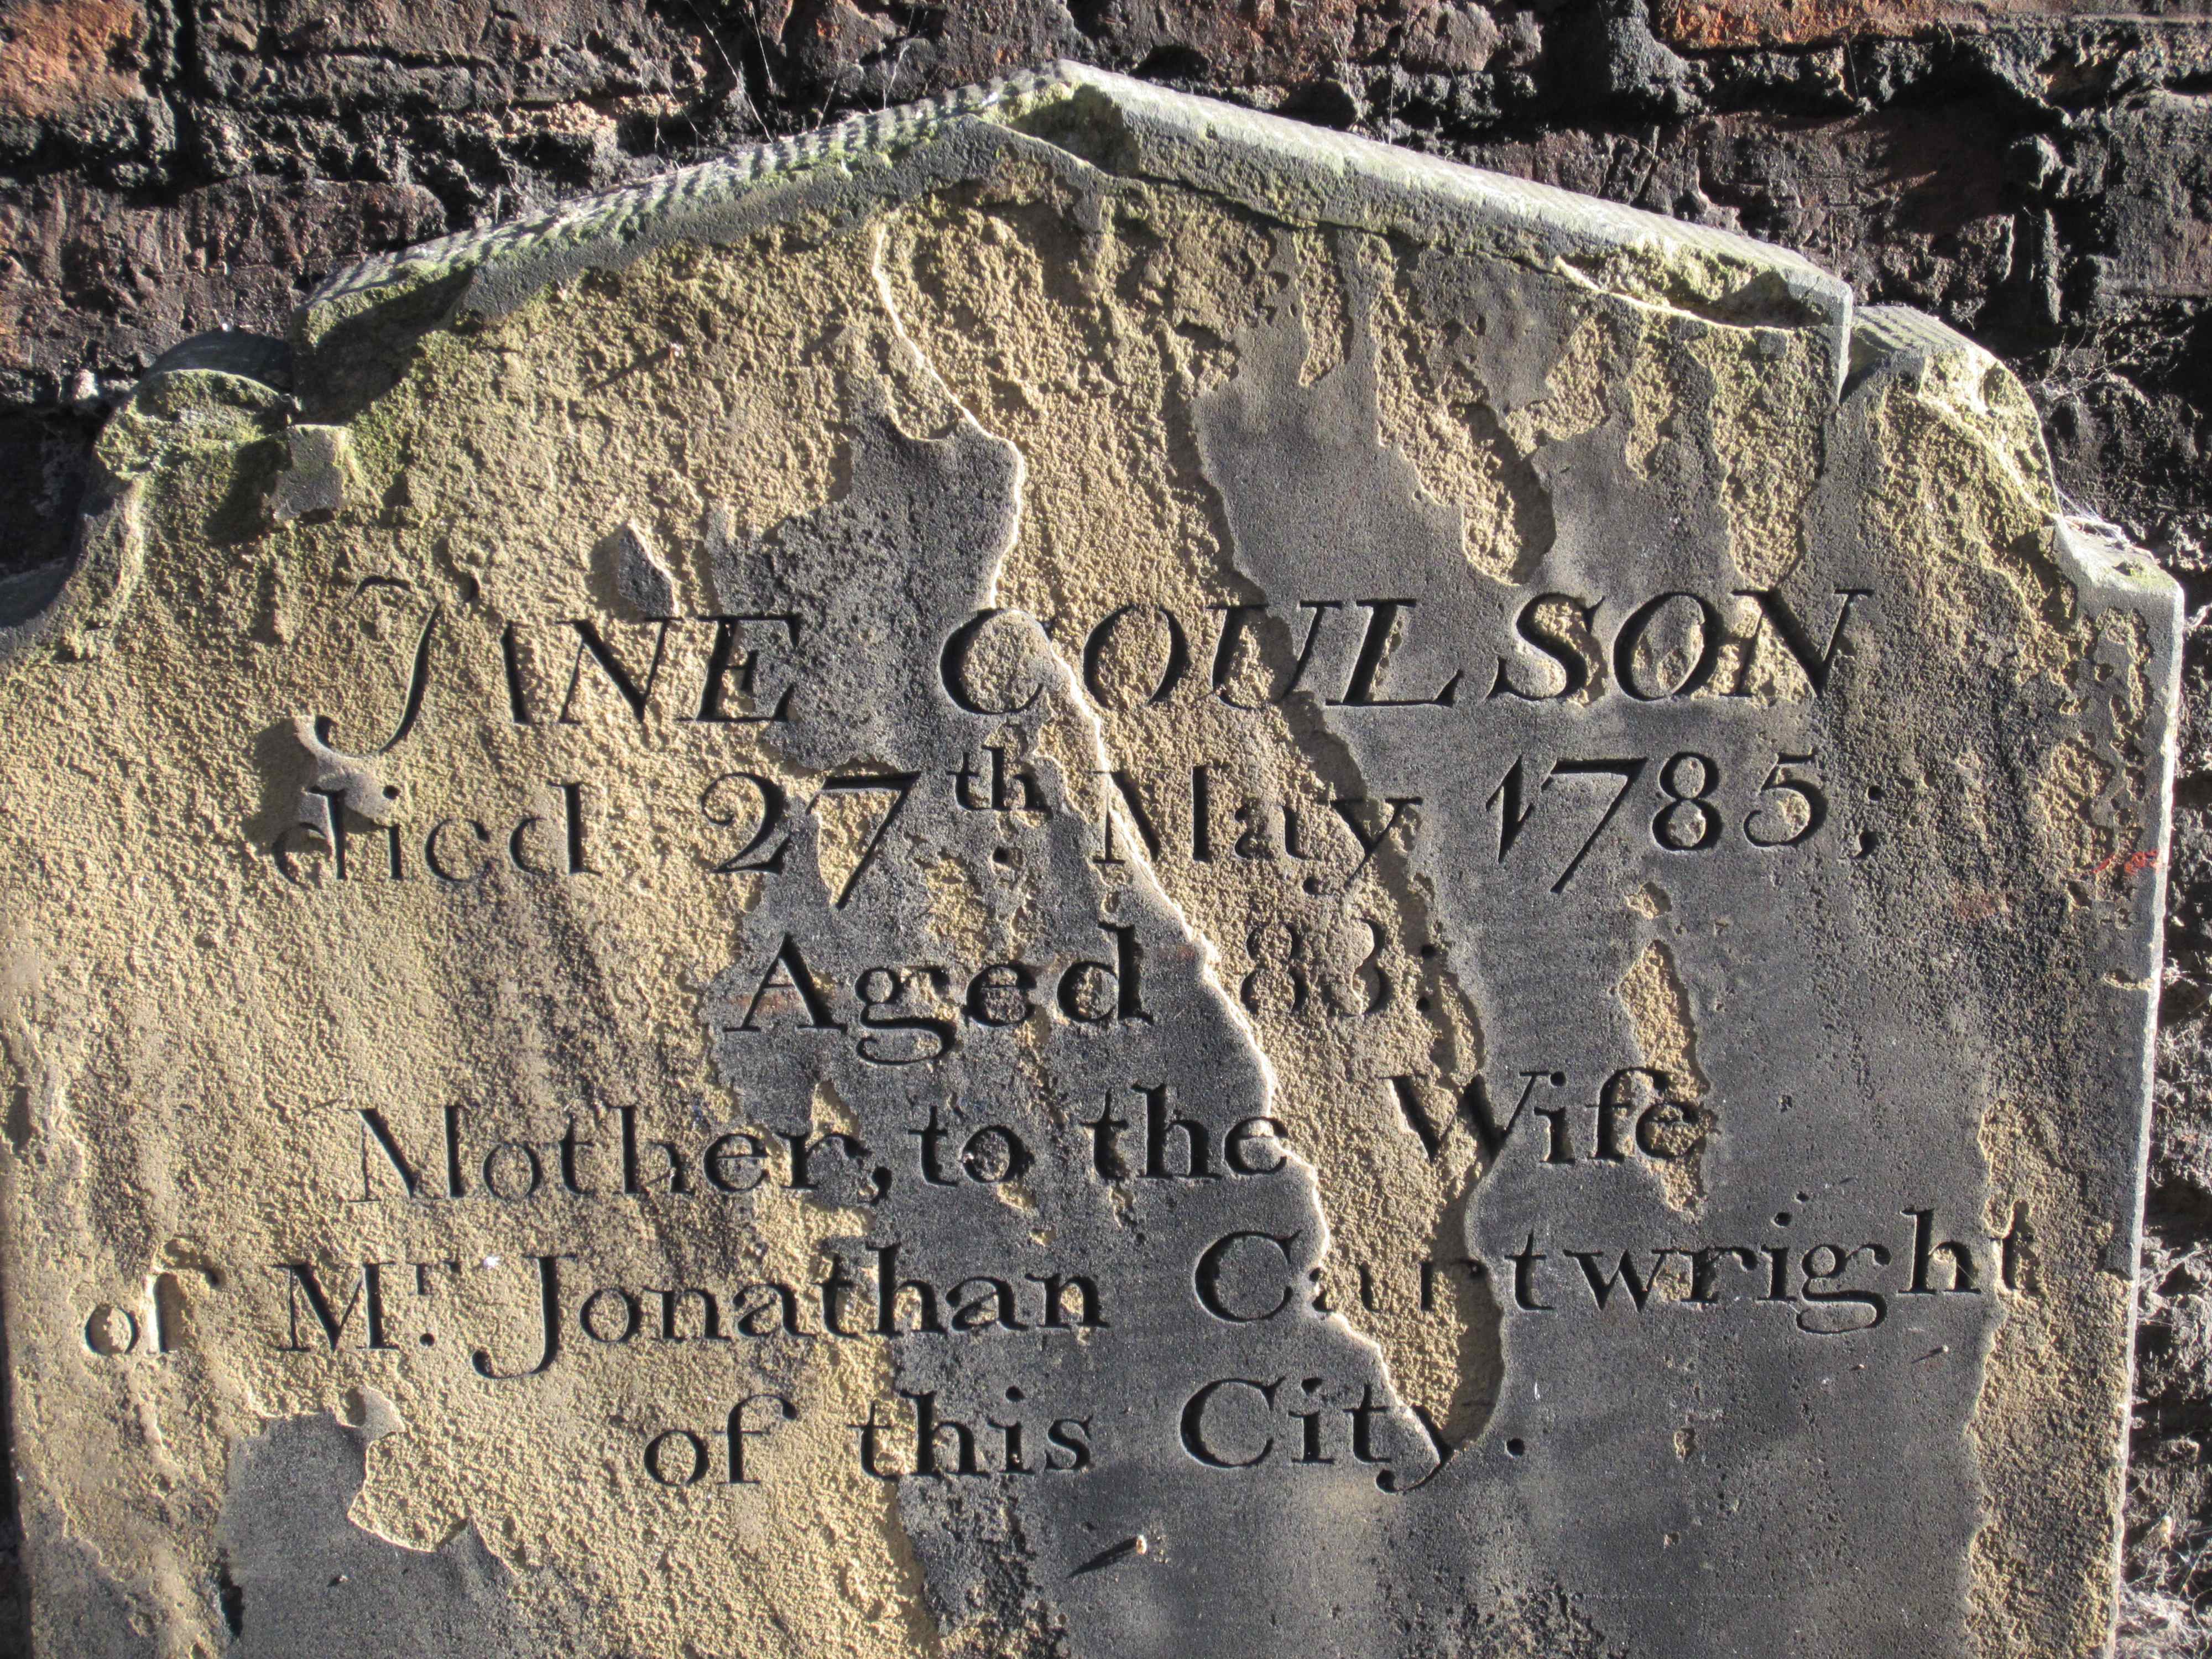 JANE COULSON
died 27th. May 1785;
Aged 83:
Mother, to the Wife
of Mr. Jonathan Cartwright
of this City.